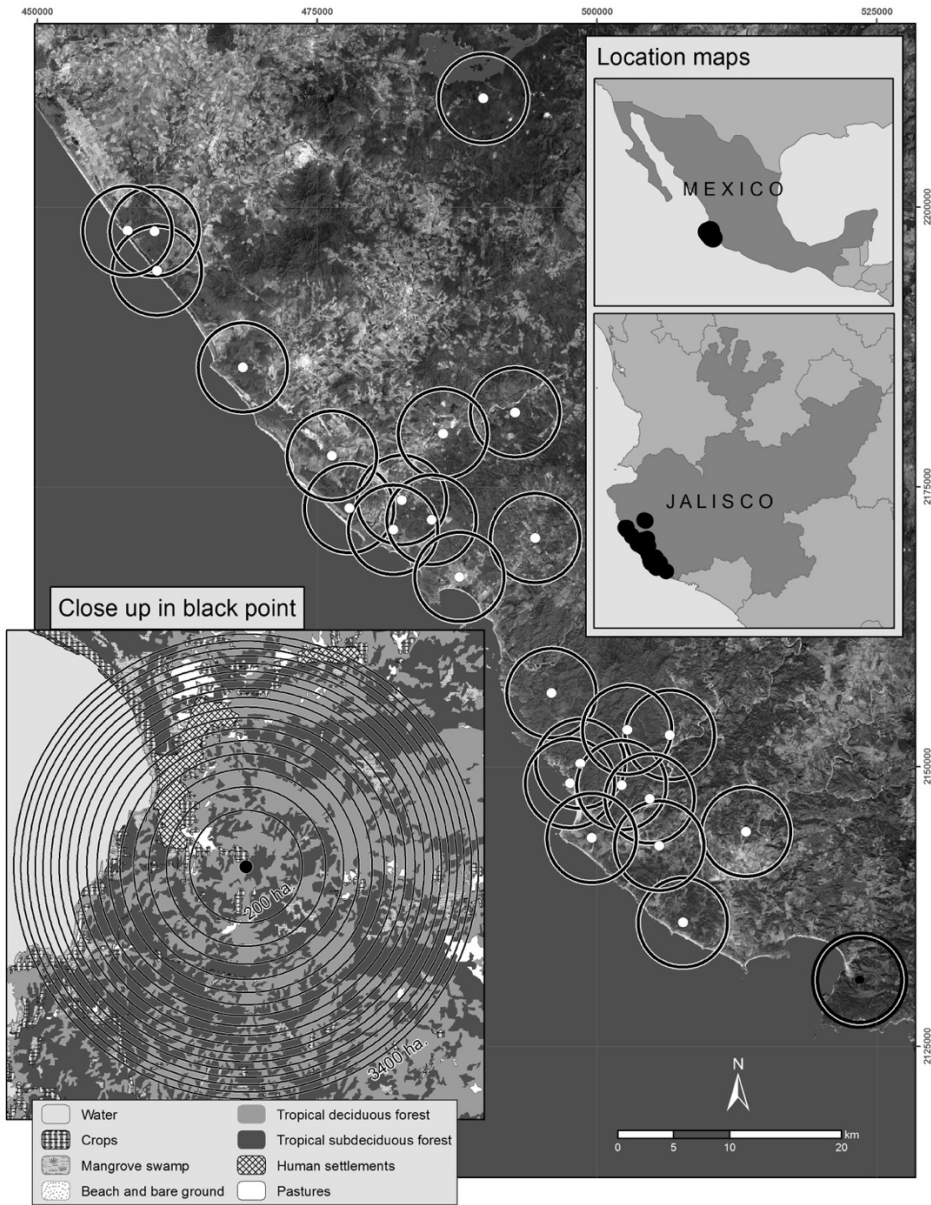 450000
475000
500000
525000
Location maps
MEXICO
2200000
JALISCO
2175000
Close up in black point
2150000
200 ha.
3400 ha.
2125000
N
0 5 10 20 km
Water
Crops
Mangrove swamp
Beach and bare ground
Tropical deciduous forest
Tropical subdeciduous forest
Human settlements
Pastures